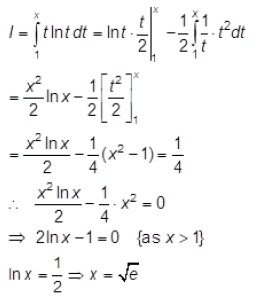 I = ∫₁ˣ t ln t dt = ln t · t/2 |₁ˣ − 1/2 ∫₁ˣ 1/t · t² dt
= x²/2 ln x − 1/2 [t²/2]₁ˣ
= x² ln x/2 − 1/4 (x² − 1) = 1/4
∴ x² ln x/2 − 1/4 · x² = 0
⇒ 2 ln x − 1 = 0 {as x > 1}
ln x = 1/2 ⇒ x = √e